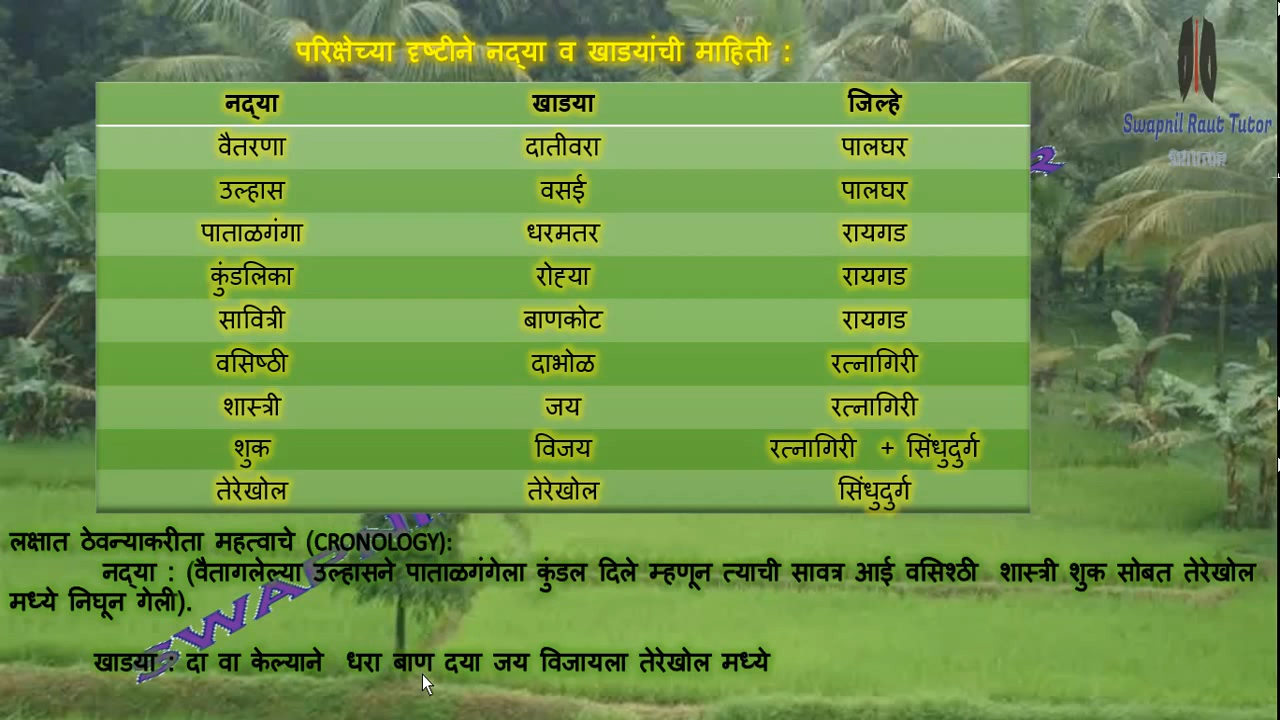 परिक्षेच्या दृष्टीने नद्या व खाडयांची माहिती :
Swapnil Raut Tutor
नद्या खाडया जिल्हे
वैतरणा दातीवरा पालघर
उल्हास वसई पालघर
पाताळगंगा धरमतर रायगड
कुंडलिका रोह्या रायगड
सावित्री बाणकोट रायगड
वसिष्ठी दाभोळ रत्नागिरी
शास्त्री जय रत्नागिरी
शुक विजय रत्नागिरी + सिंधुदुर्ग
तेरेखोल तेरेखोल सिंधुदुर्ग
लक्षात ठेवन्याकरीता महत्वाचे (CRONOLOGY):
नद्या : (वैतागलेल्या उल्हासने पाताळगंगेला कुंडल दिले म्हणून त्याची सावत्र आई वसिश्ठी शास्त्री शुक सोबत तेरेखोल
मध्ये निघून गेली).
खाडया : दा वा केल्याने धरा बाण दया जय विजायला तेरेखोल मध्ये